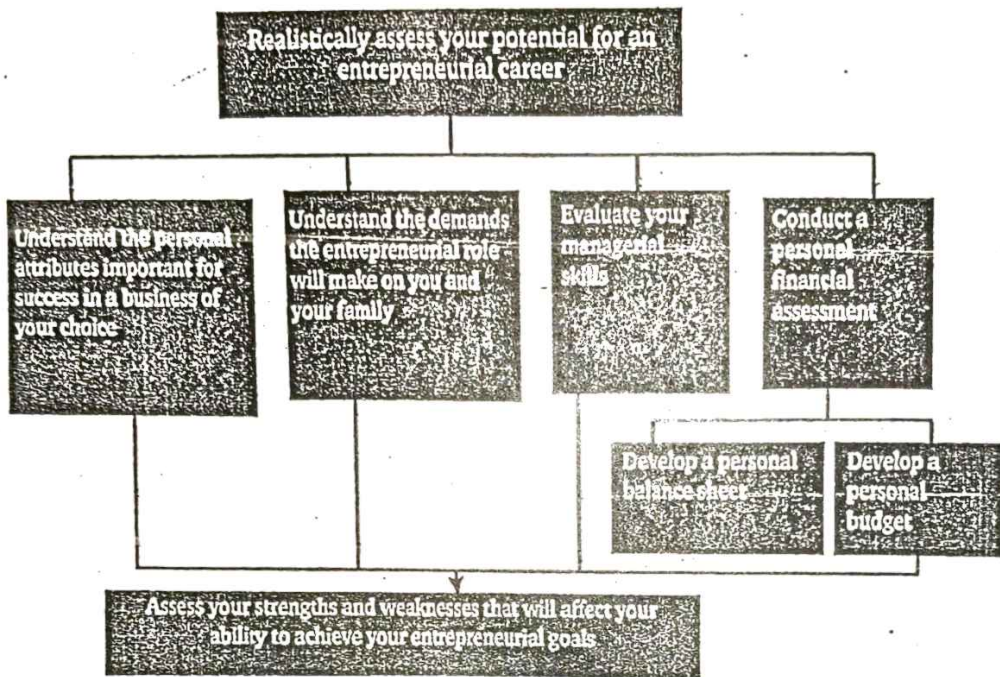 Realistically assess your potential for an
entrepreneurial career
Understand the personal
attributes important for
success in a business of
your choice
Understand the demands
the entrepreneurial role
will make on you and
your family
Evaluate your
managerial
skills
Conduct a
personal
financial
assessment
Develop a personal
balance sheet
Develop a
personal
budget
Assess your strengths and weaknesses that will affect your
ability to achieve your entrepreneurial goals